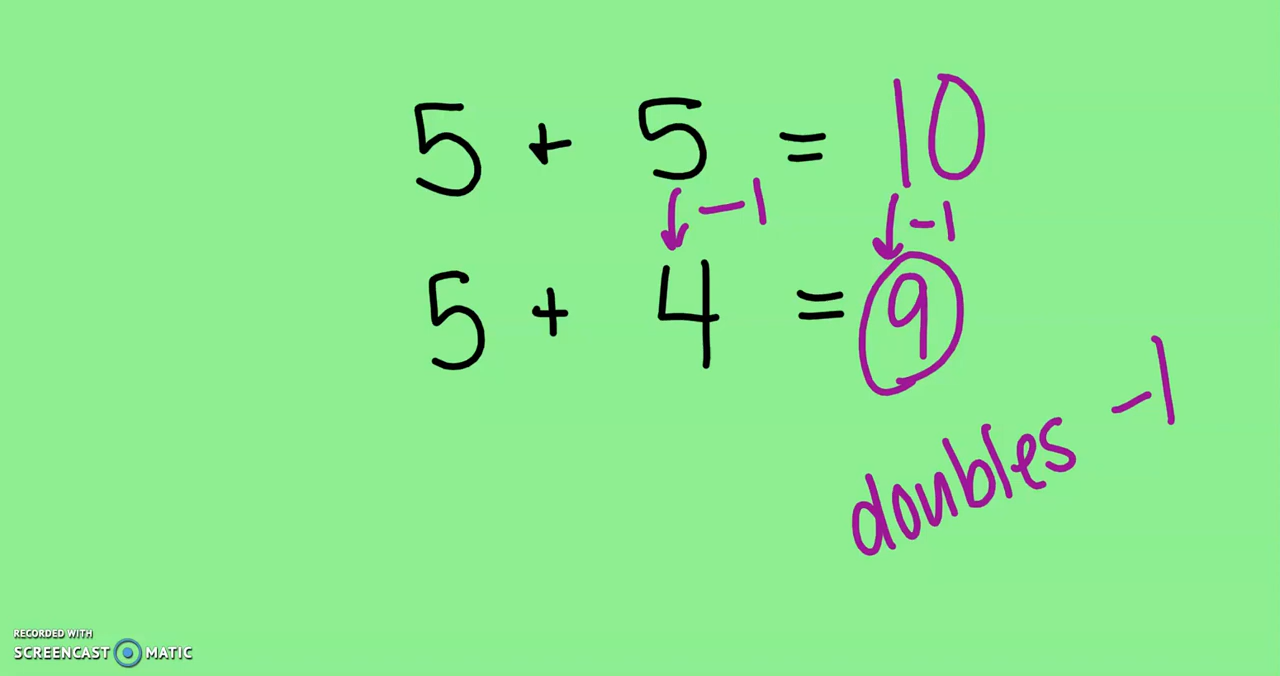 5 + 5 = 10
-1 -1
5 + 4 = 9
doubles -1
RECORDED WITH
SCREENCAST MATIC